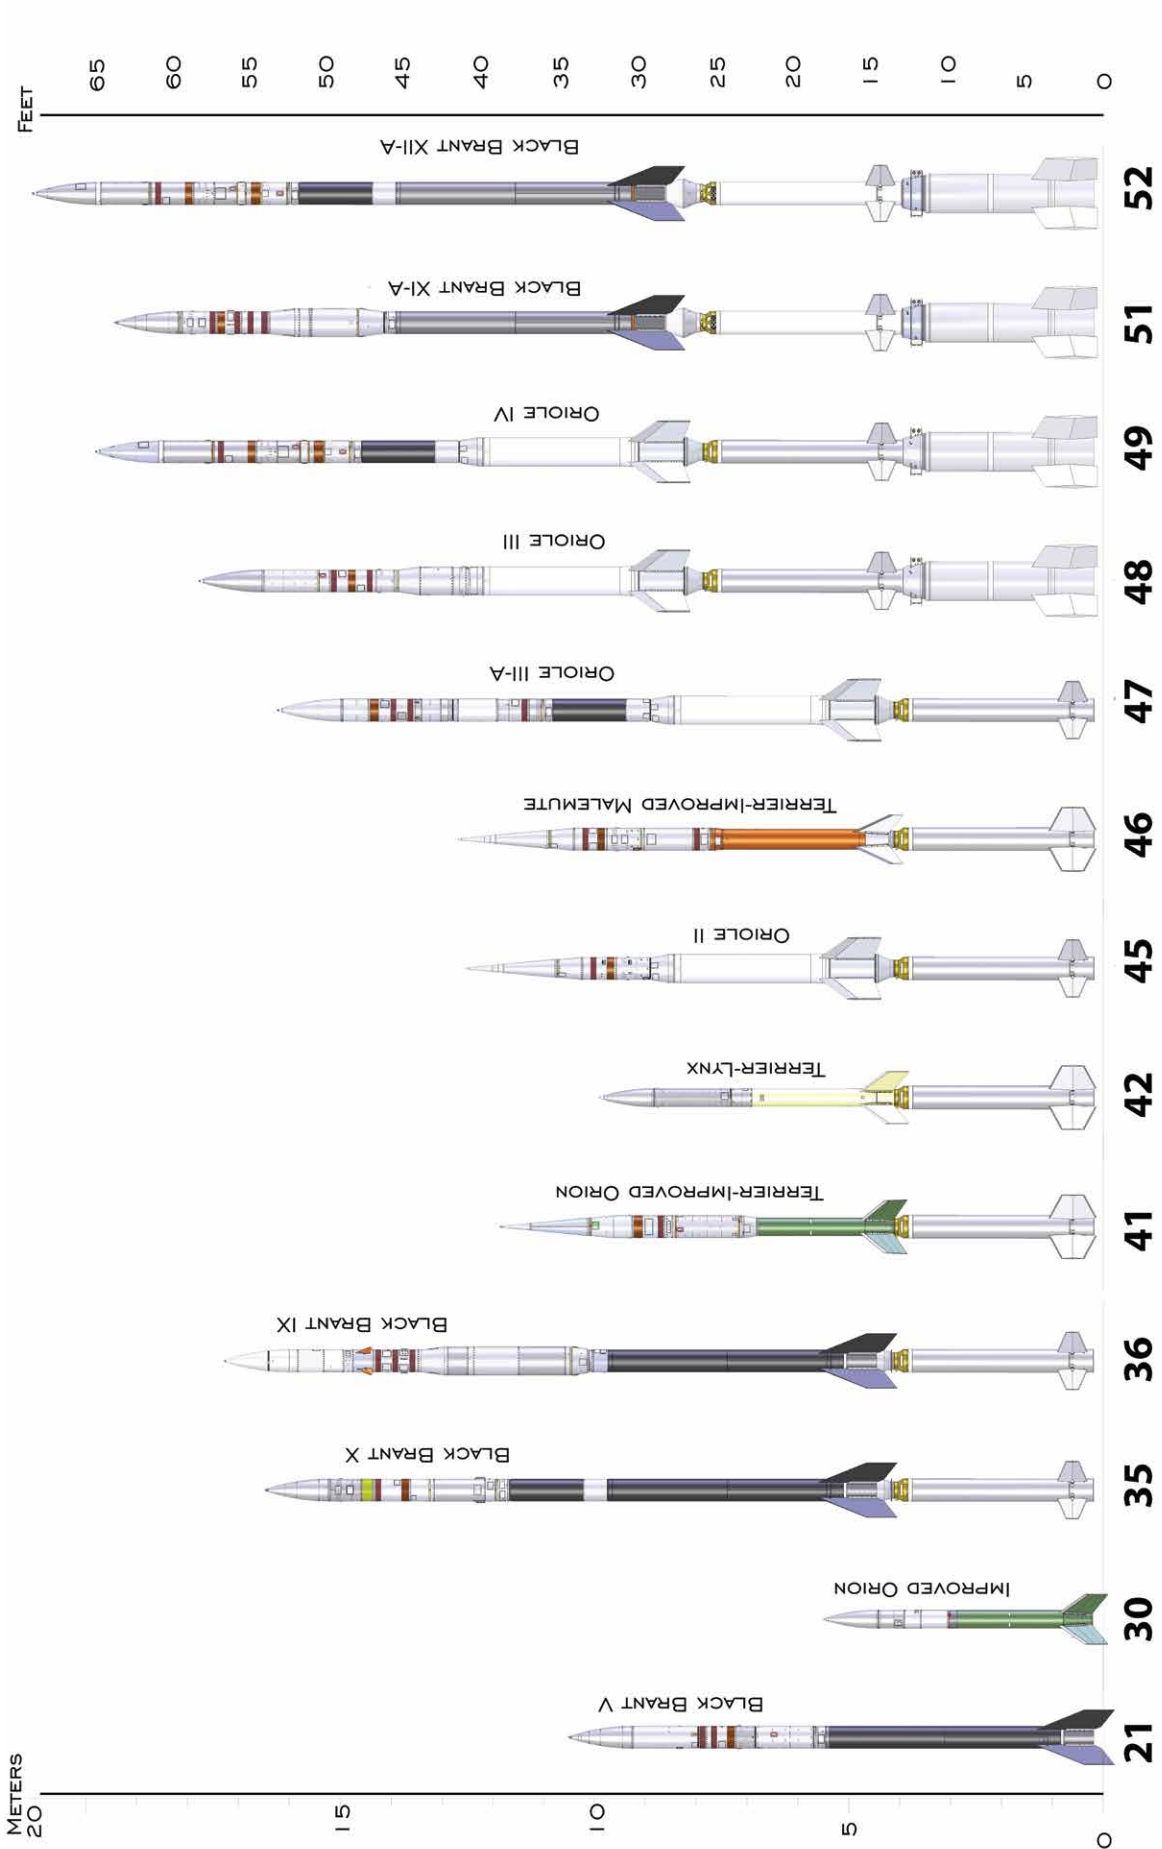 FEET
65
60
55
50
45
40
35
30
25
20
15
10
5
0
BLACK BRANT XII-A
52
BLACK BRANT XI-A
51
ORIOLE IV
49
ORIOLE III
48
ORIOLE III-A
47
TERRIER-IMPROVED MALEMUTE
46
ORIOLE II
45
TERRIER-LYNX
42
TERRIER-IMPROVED ORION
41
BLACK BRANT IX
36
BLACK BRANT X
35
IMPROVED ORION
30
BLACK BRANT V
21
METERS
20
15
10
5
0